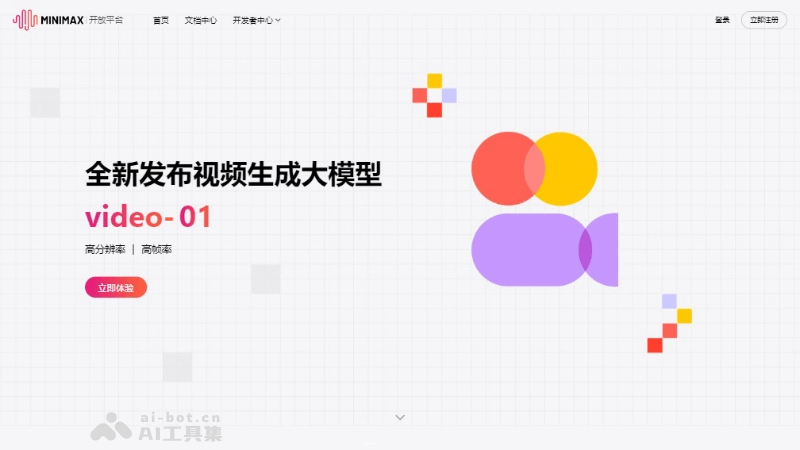 MINIMAX 开放平台 首页 文档中心 开发者中心 登录 立即注册
全新发布视频生成大模型
video-01
高分辨率 | 高帧率
立即体验
ai-bot.cn
AI工具集